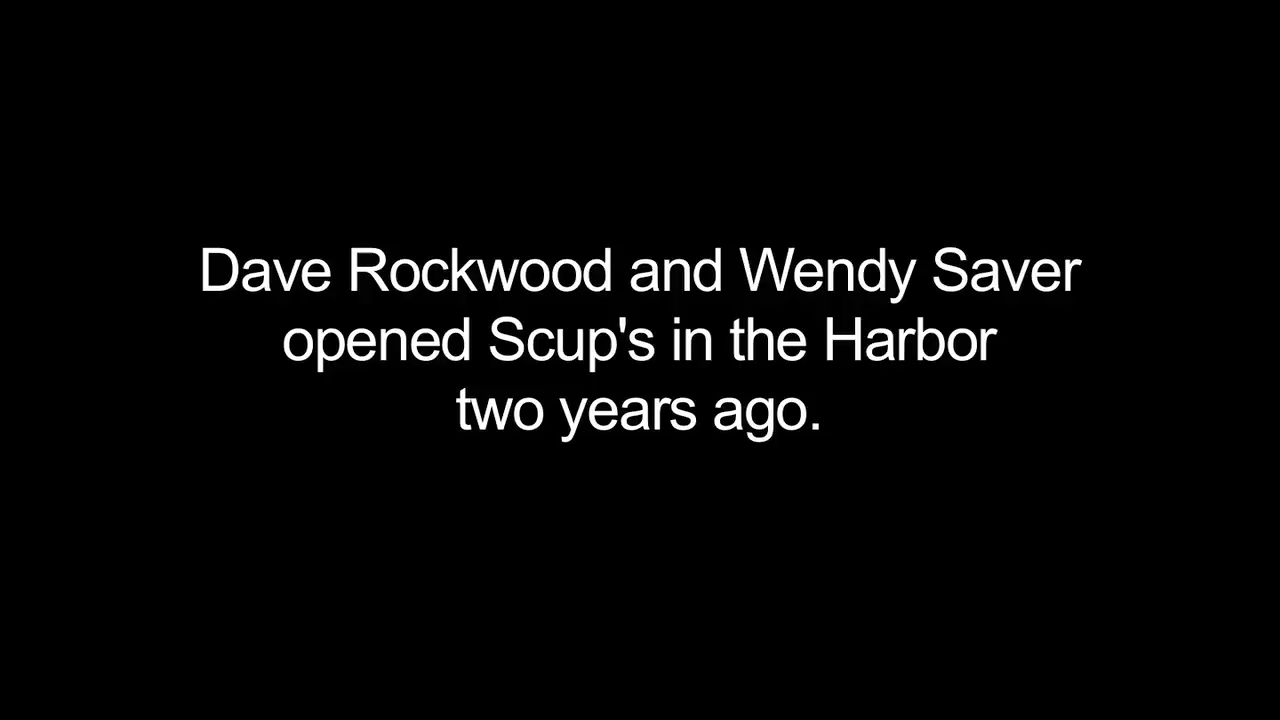 Dave Rockwood and Wendy Saver
opened Scup's in the Harbor
two years ago.